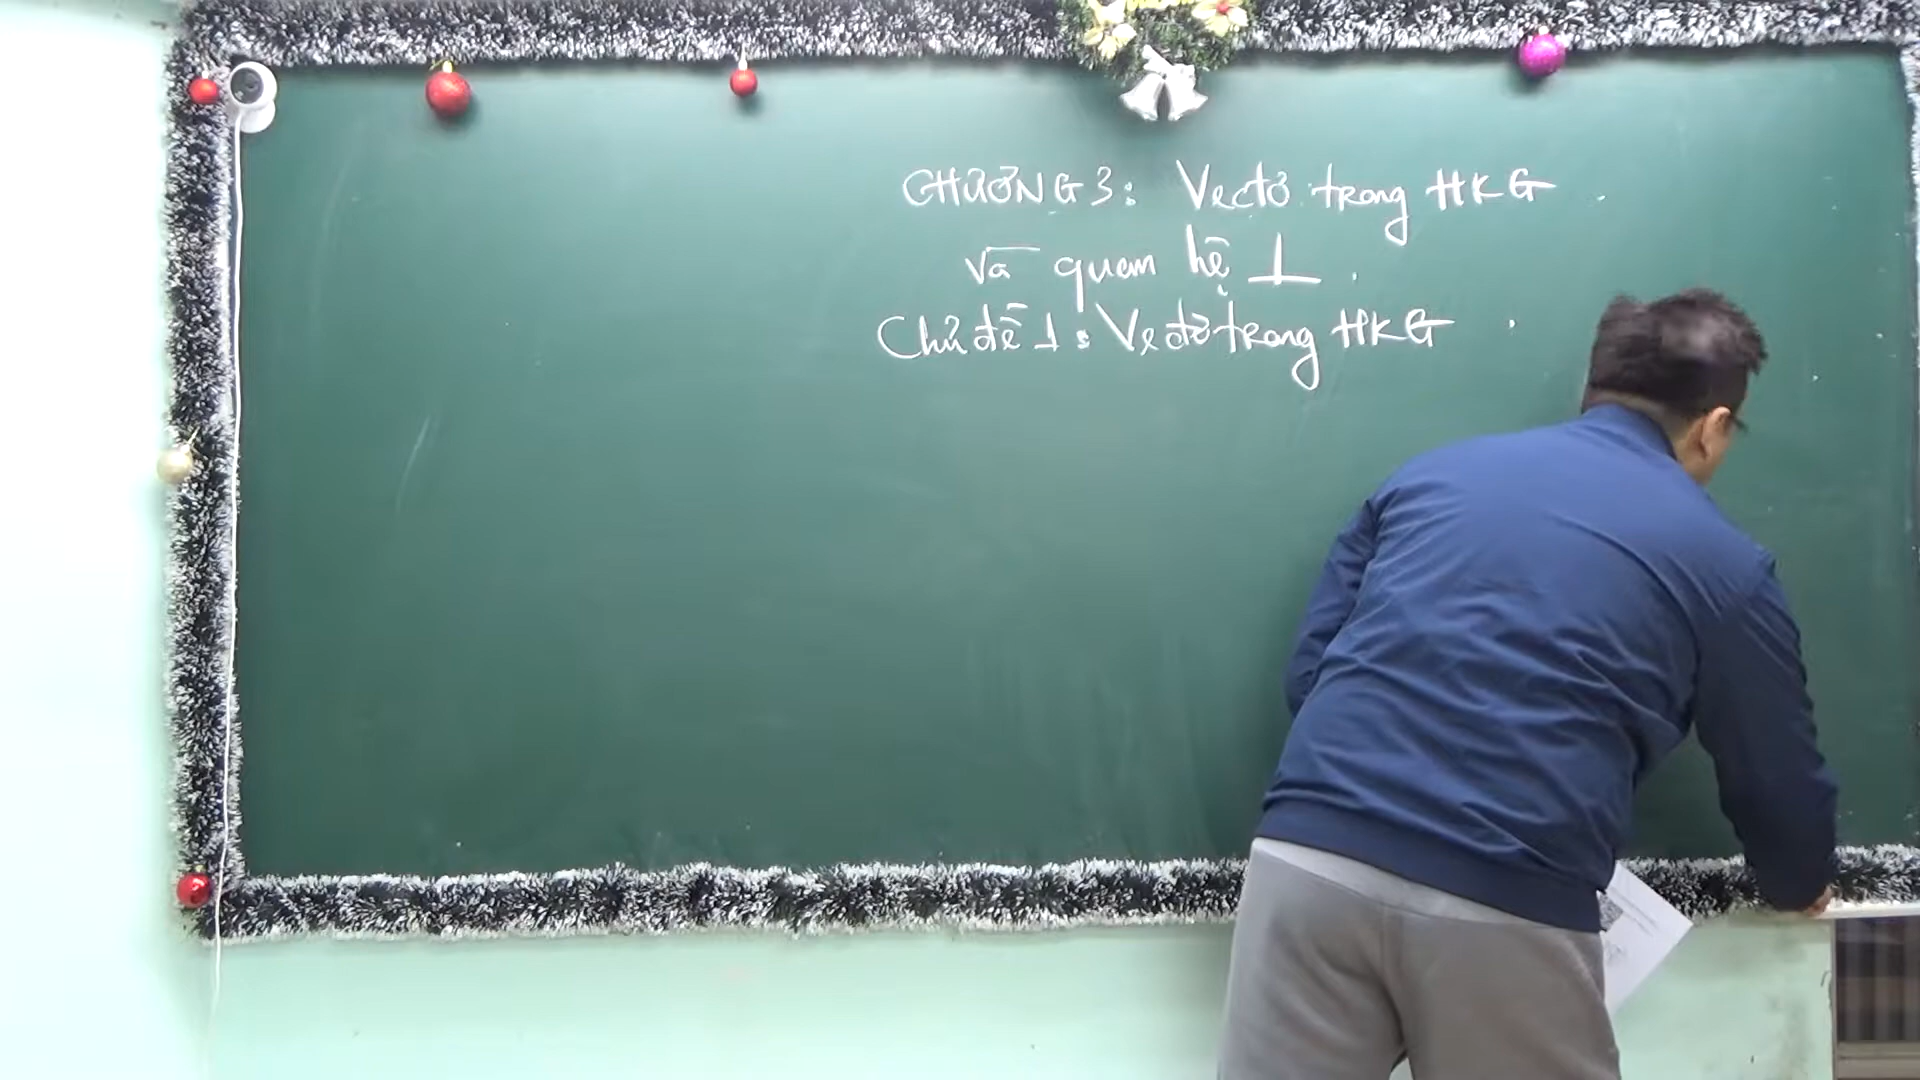 CHƯƠNG 3: Vectơ trong HKG
và quan hệ ⊥.
Chủ đề 1: Vectơ trong HKG